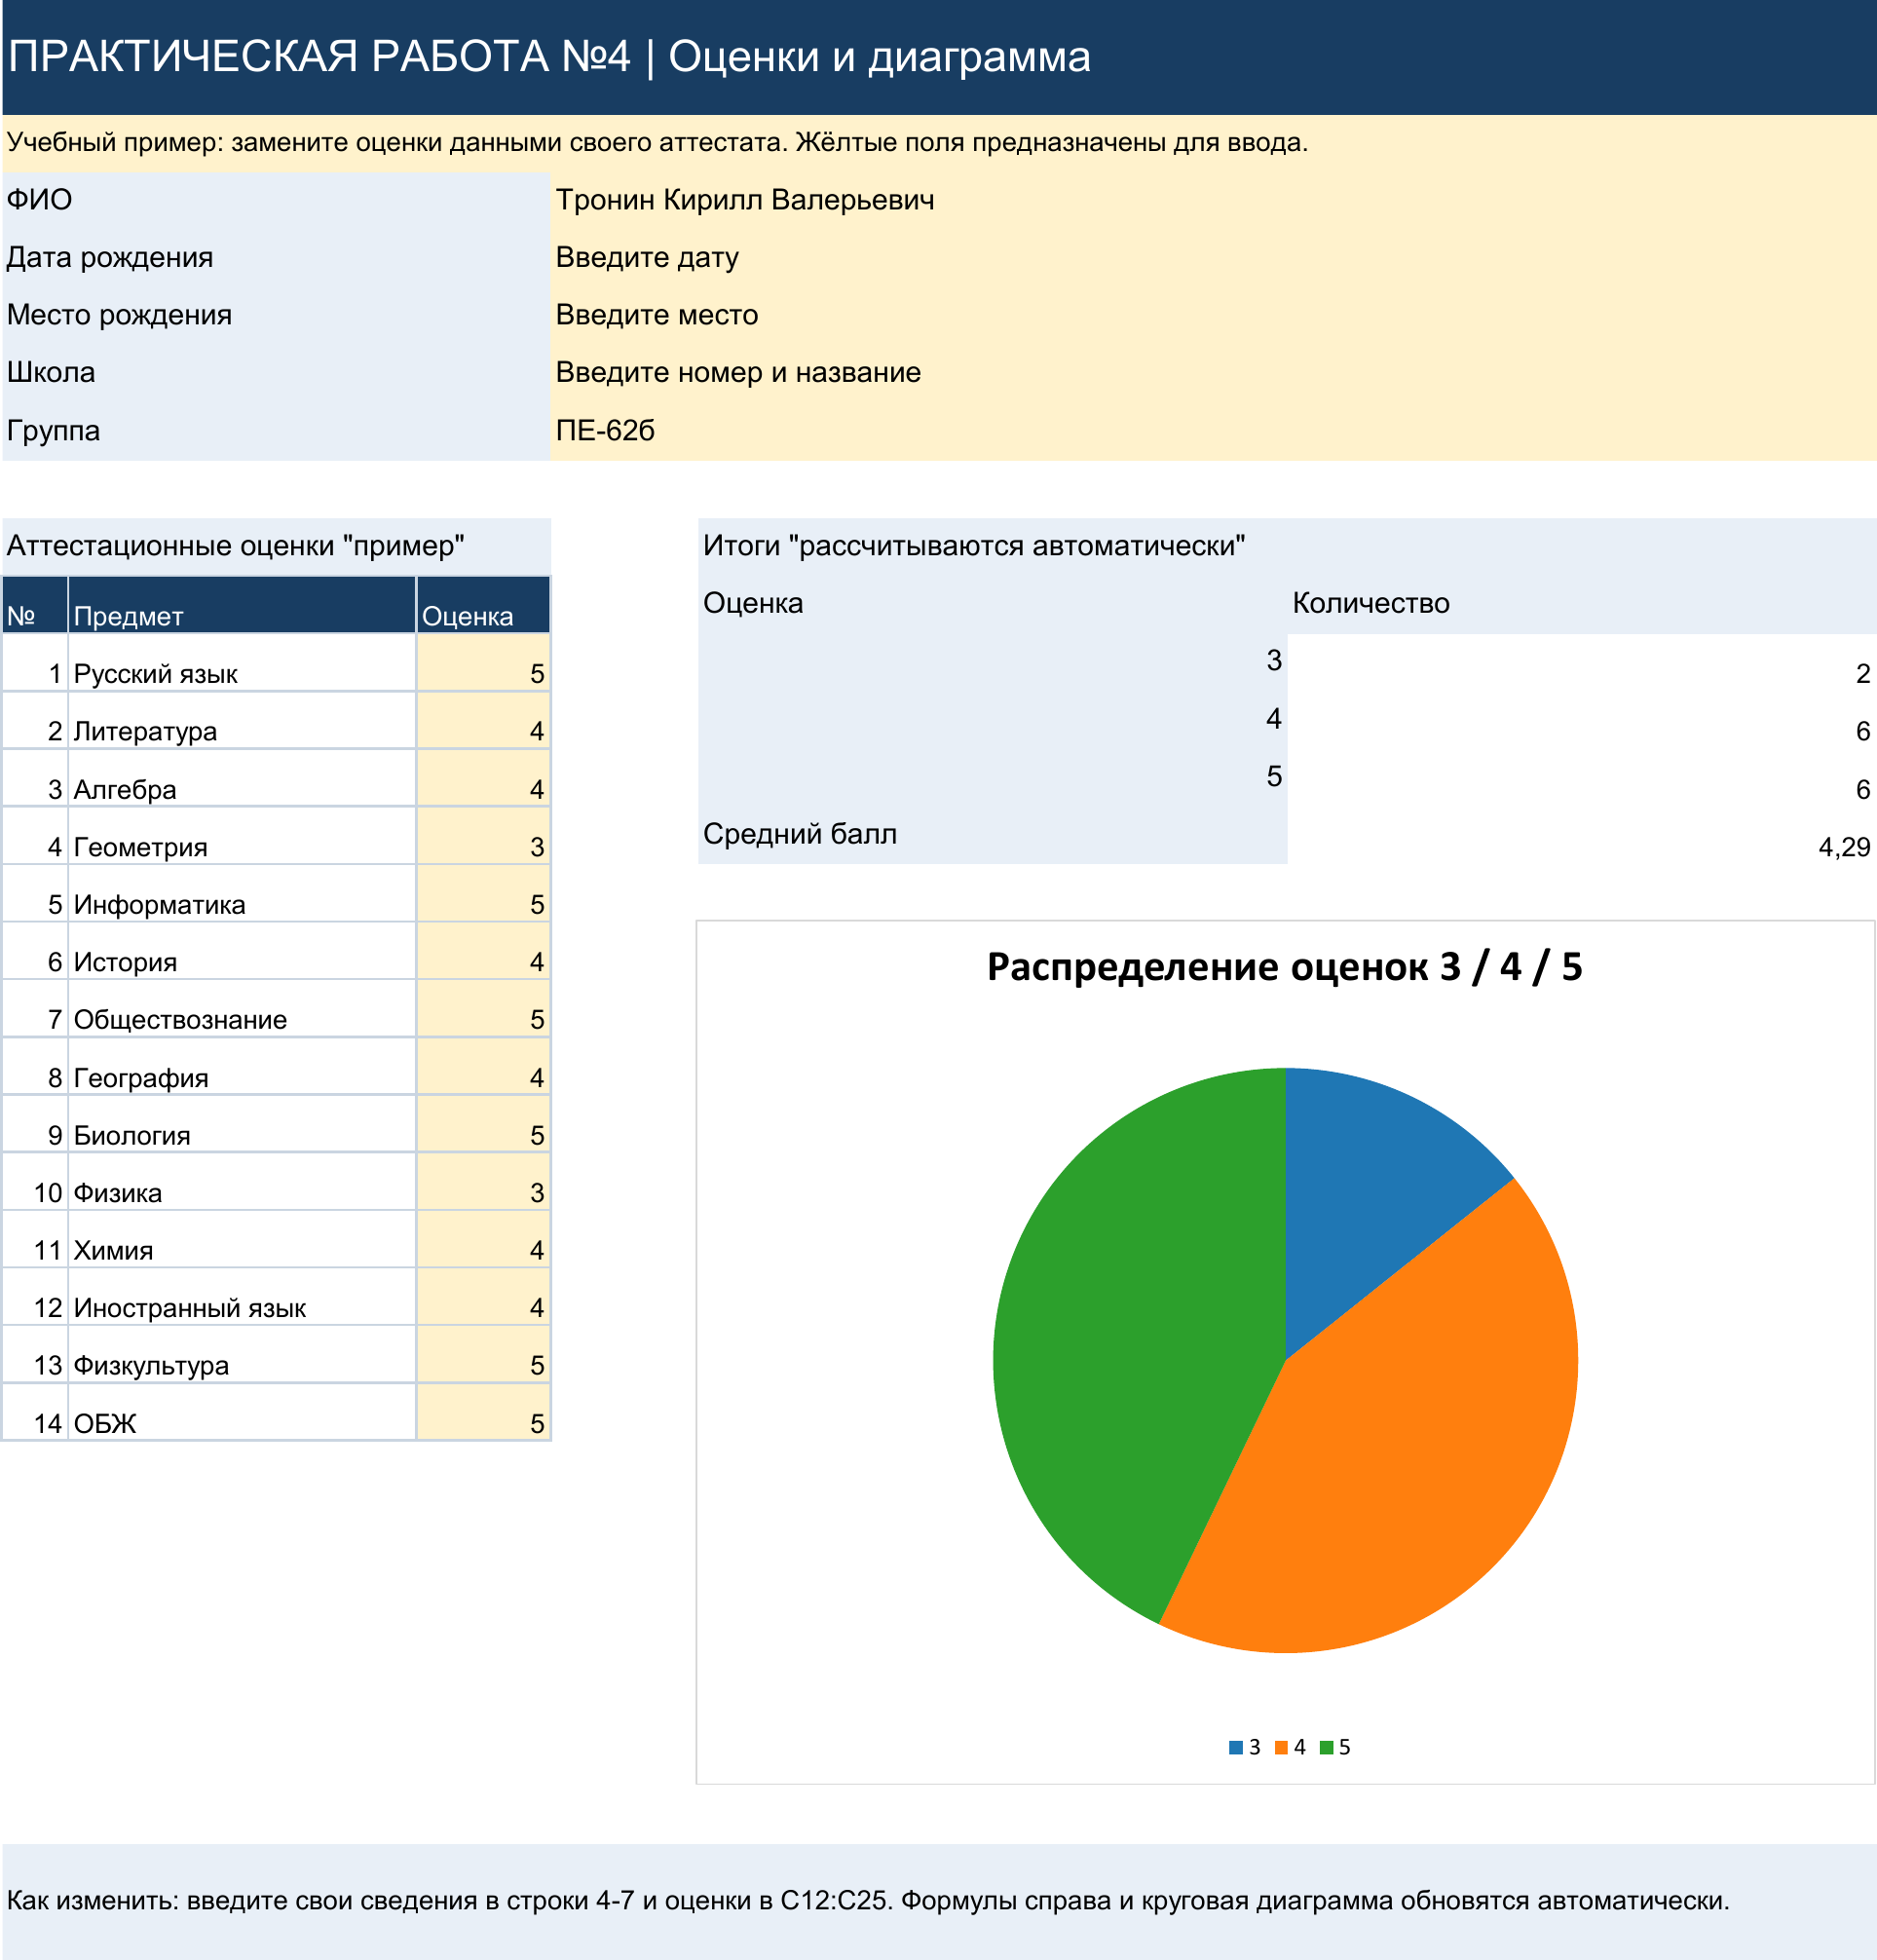 ПРАКТИЧЕСКАЯ РАБОТА №4 | Оценки и диаграмма
Учебный пример: замените оценки данными своего аттестата. Жёлтые поля предназначены для ввода.
ФИО Тронин Кирилл Валерьевич
Дата рождения Введите дату
Место рождения Введите место
Школа Введите номер и название
Группа ПЕ-62б
Аттестационные оценки "пример"
№ Предмет Оценка
1 Русский язык 5
2 Литература 4
3 Алгебра 4
4 Геометрия 3
5 Информатика 5
6 История 4
7 Обществознание 5
8 География 4
9 Биология 5
10 Физика 3
11 Химия 4
12 Иностранный язык 4
13 Физкультура 5
14 ОБЖ 5
Итоги "рассчитываются автоматически"
Оценка Количество
3 2
4 6
5 6
Средний балл 4,29
Распределение оценок 3 / 4 / 5
3 4 5
Как изменить: введите свои сведения в строки 4-7 и оценки в C12:C25. Формулы справа и круговая диаграмма обновятся автоматически.